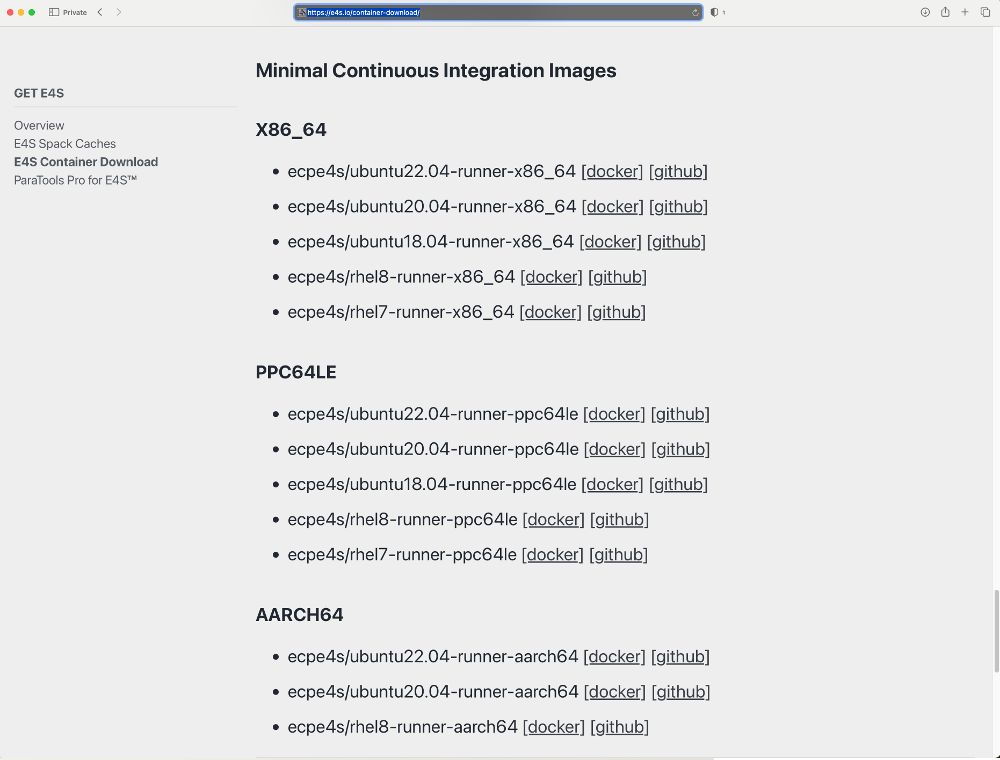 Private
https://e4s.io/container-download/
1
GET E4S
Overview
E4S Spack Caches
E4S Container Download
ParaTools Pro for E4S™
Minimal Continuous Integration Images
X86_64
ecpe4s/ubuntu22.04-runner-x86_64 [docker] [github]
ecpe4s/ubuntu20.04-runner-x86_64 [docker] [github]
ecpe4s/ubuntu18.04-runner-x86_64 [docker] [github]
ecpe4s/rhel8-runner-x86_64 [docker] [github]
ecpe4s/rhel7-runner-x86_64 [docker] [github]
PPC64LE
ecpe4s/ubuntu22.04-runner-ppc64le [docker] [github]
ecpe4s/ubuntu20.04-runner-ppc64le [docker] [github]
ecpe4s/ubuntu18.04-runner-ppc64le [docker] [github]
ecpe4s/rhel8-runner-ppc64le [docker] [github]
ecpe4s/rhel7-runner-ppc64le [docker] [github]
AARCH64
ecpe4s/ubuntu22.04-runner-aarch64 [docker] [github]
ecpe4s/ubuntu20.04-runner-aarch64 [docker] [github]
ecpe4s/rhel8-runner-aarch64 [docker] [github]